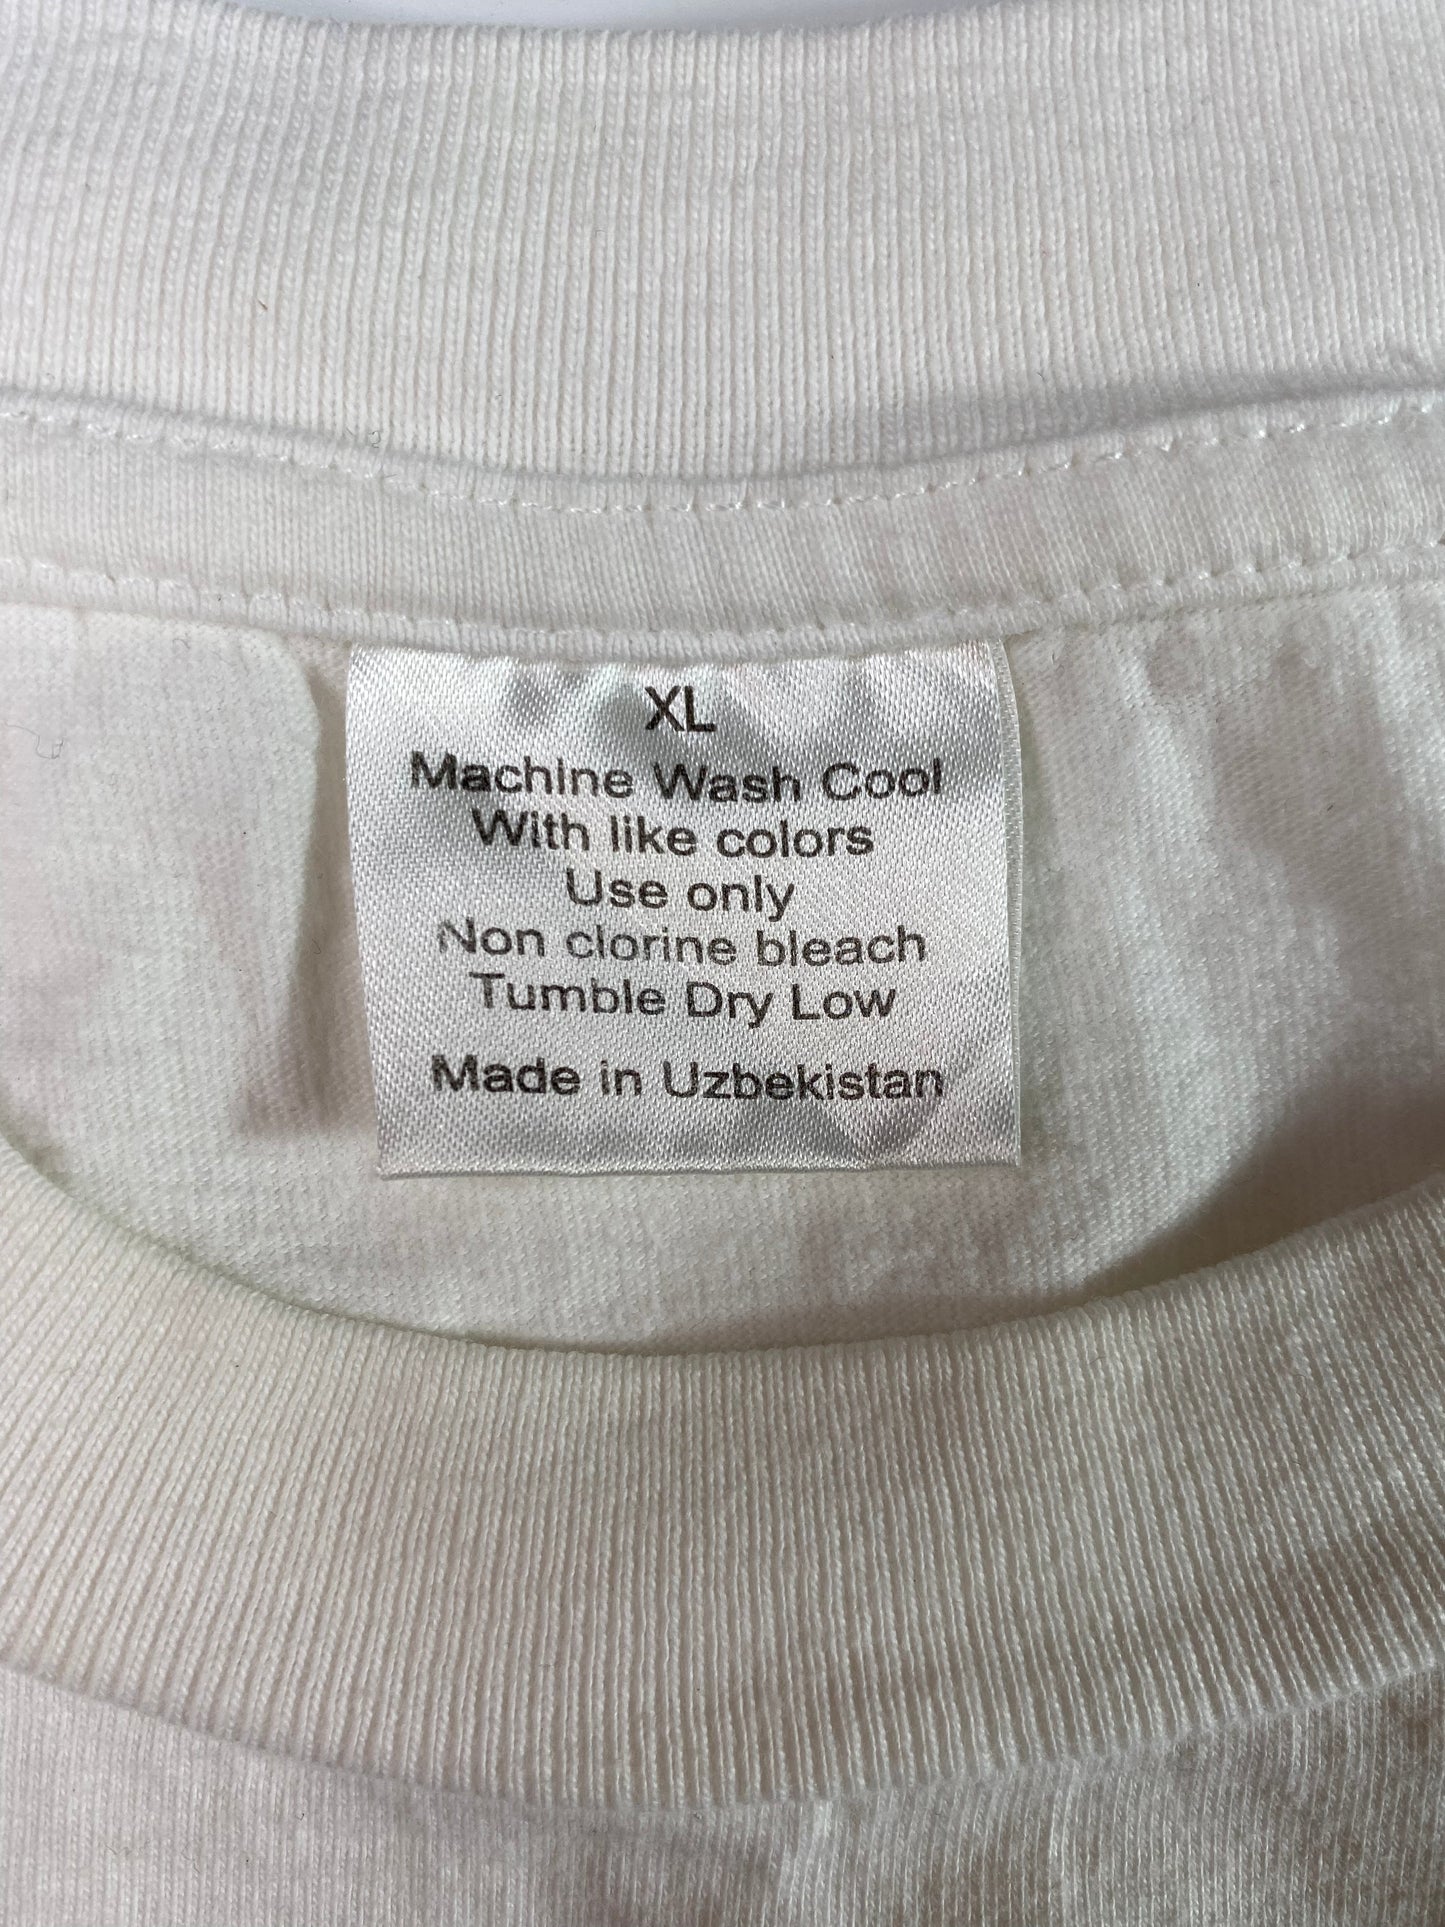 XL
Machine Wash Cool
With like colors
Use only
Non clorine bleach
Tumble Dry Low
Made in Uzbekistan